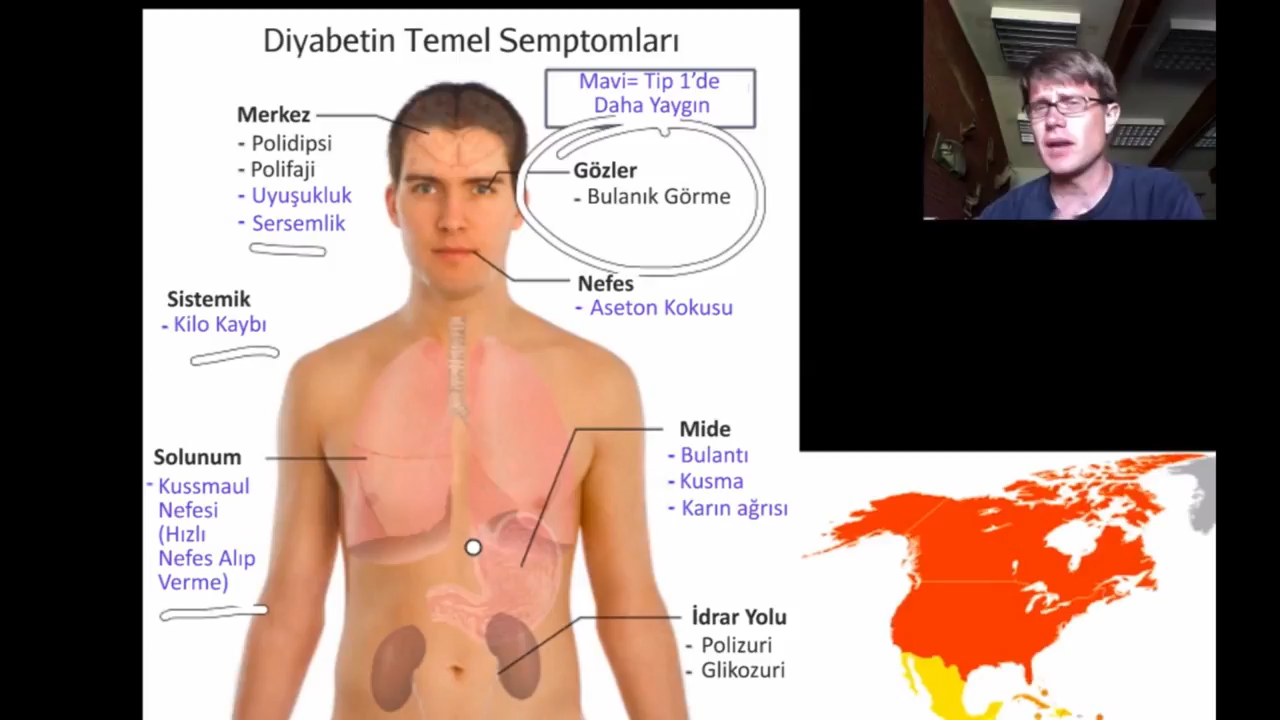 Diyabetin Temel Semptomları
Mavi= Tip 1'de
Daha Yaygın
Merkez
- Polidipsi
- Polifaji
- Uyuşukluk
- Sersemlik
Gözler
- Bulanık Görme
Nefes
- Aseton Kokusu
Sistemik
- Kilo Kaybı
Solunum
- Kussmaul
Nefesi
(Hızlı
Nefes Alıp
Verme)
Mide
- Bulantı
- Kusma
- Karın ağrısı
İdrar Yolu
- Polizuri
- Glikozuri